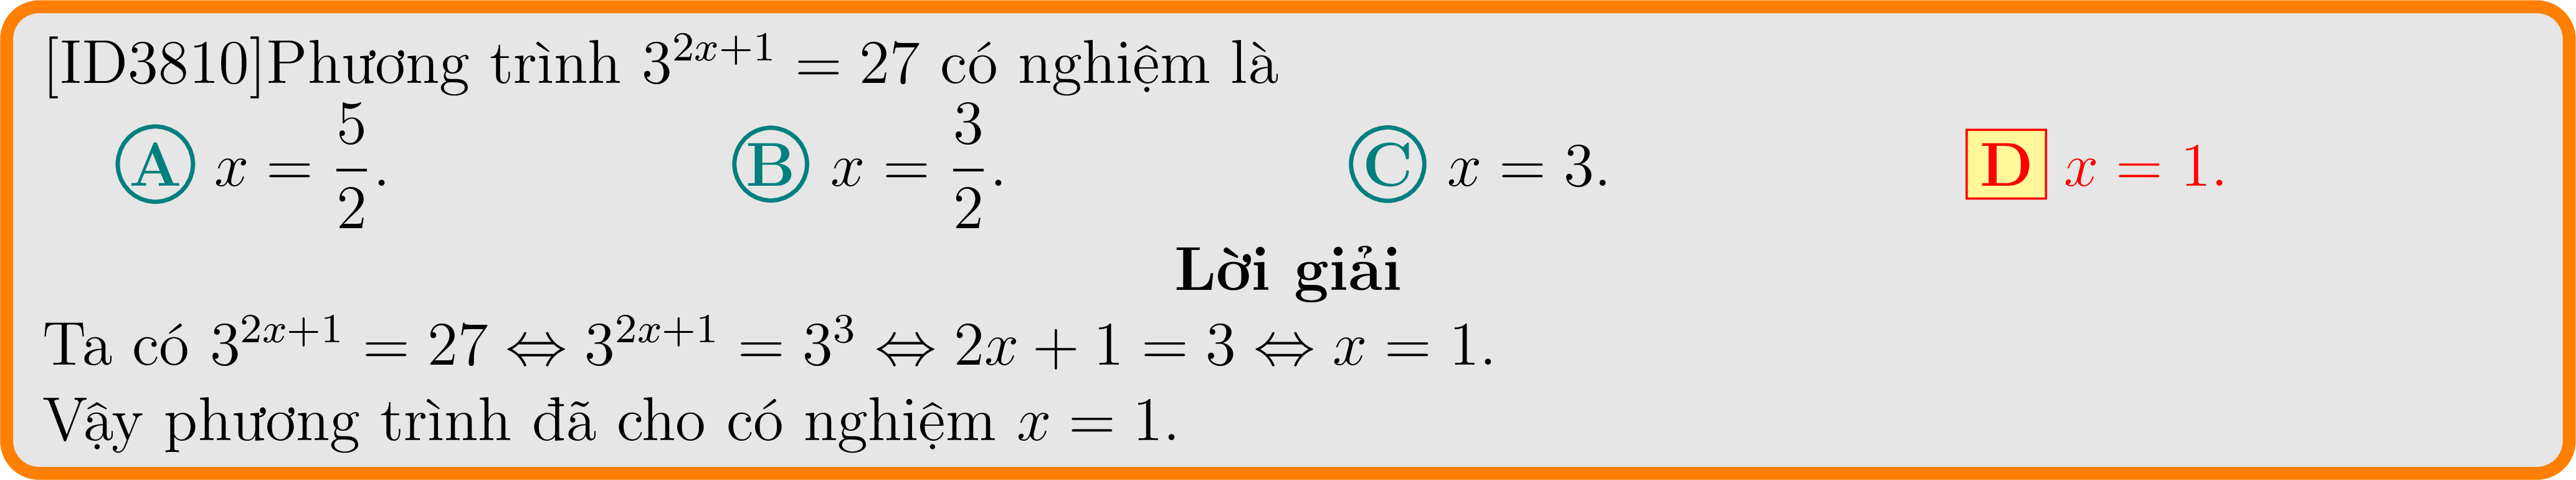 [ID3810]Phương trình $3^{2x+1} = 27$ có nghiệm là
A $x = \dfrac{5}{2}$. B $x = \dfrac{3}{2}$. C $x = 3$. D $x = 1$.
Lời giải
Ta có $3^{2x+1} = 27 \Leftrightarrow 3^{2x+1} = 3^3 \Leftrightarrow 2x + 1 = 3 \Leftrightarrow x = 1$.
Vậy phương trình đã cho có nghiệm $x = 1$.